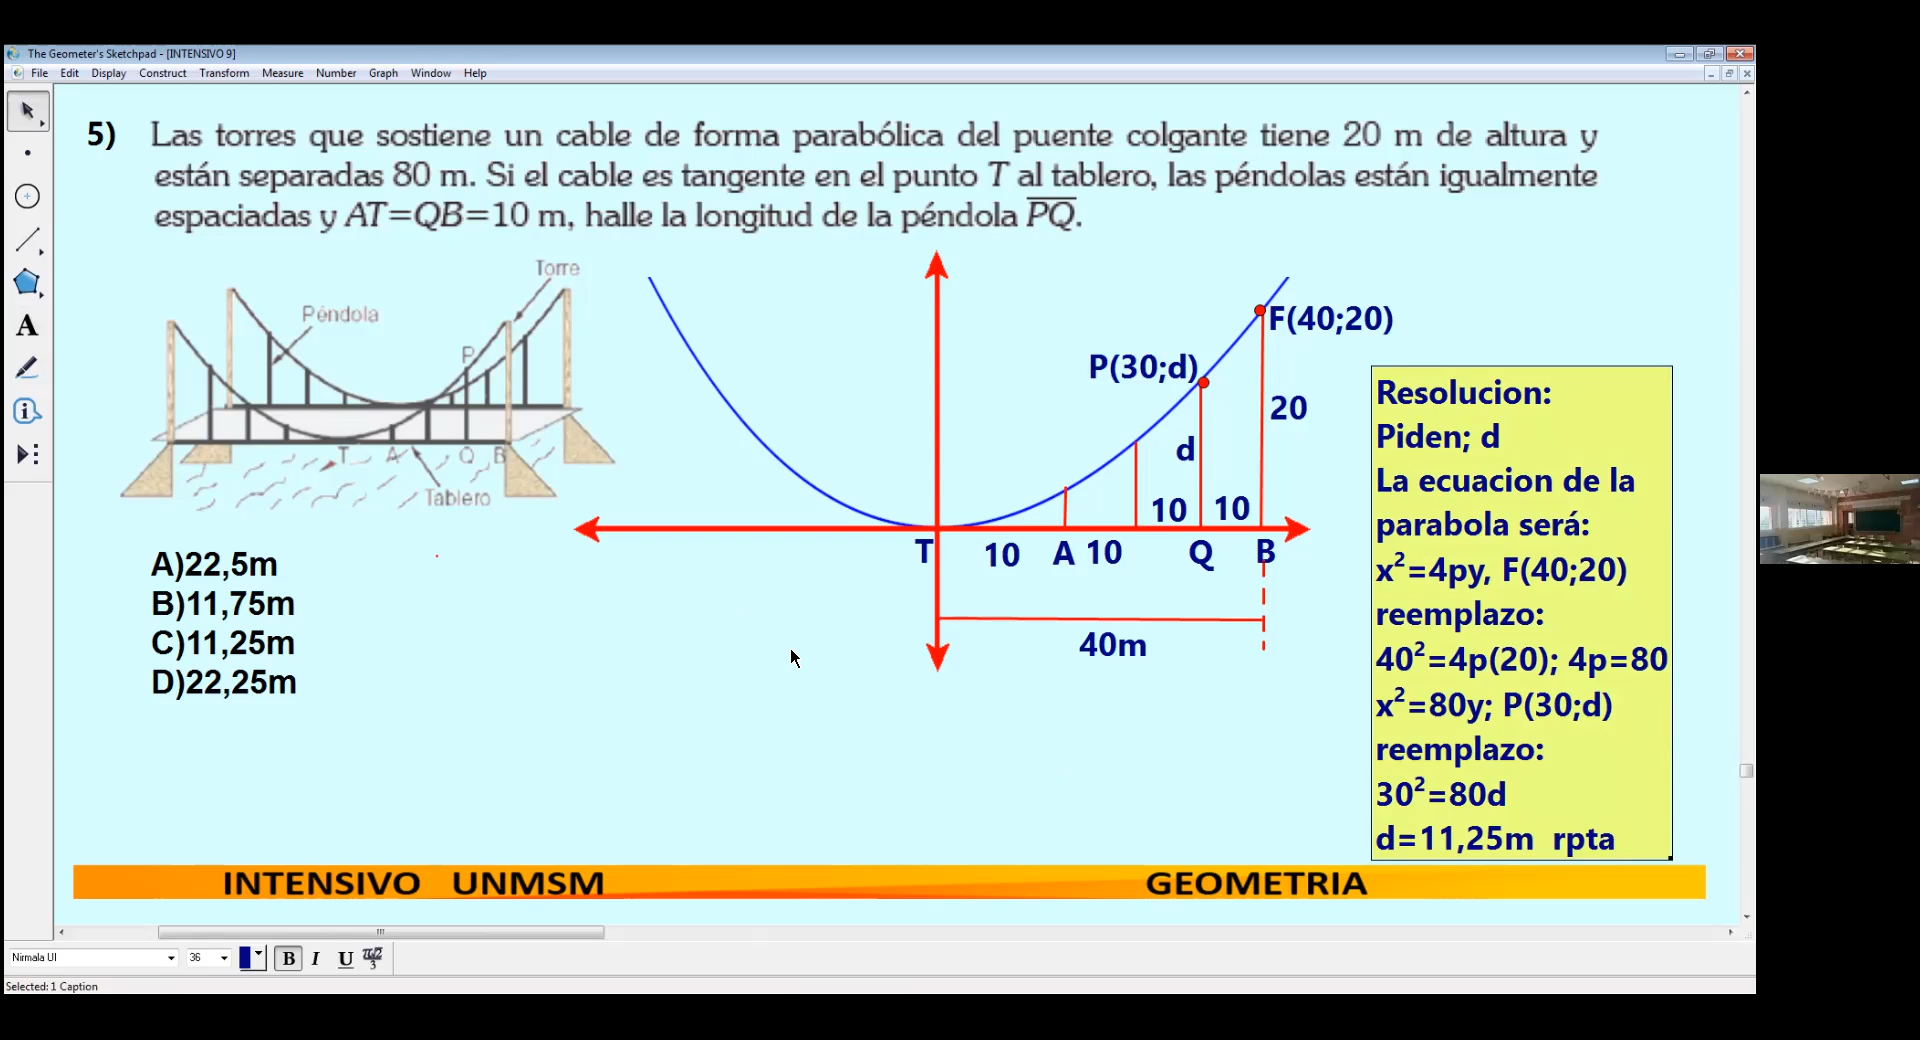 The Geometer's Sketchpad - [INTENSIVO 9]
File Edit Display Construct Transform Measure Number Graph Window Help
5) Las torres que sostiene un cable de forma parabólica del puente colgante tiene 20 m de altura y
están separadas 80 m. Si el cable es tangente en el punto T al tablero, las péndolas están igualmente
espaciadas y AT=QB=10 m, halle la longitud de la péndola PQ.
Torre
Péndola
P
T A Q B
Tablero
F(40;20)
P(30;d)
20
d
10 10
T 10 A 10 Q B
40m
A)22,5m
B)11,75m
C)11,25m
D)22,25m
Resolucion:
Piden; d
La ecuacion de la
parabola será:
x²=4py, F(40;20)
reemplazo:
40²=4p(20); 4p=80
x²=80y; P(30;d)
reemplazo:
30²=80d
d=11,25m rpta
INTENSIVO UNMSM GEOMETRIA
Nirmala UI 36 B I U
Selected: 1 Caption